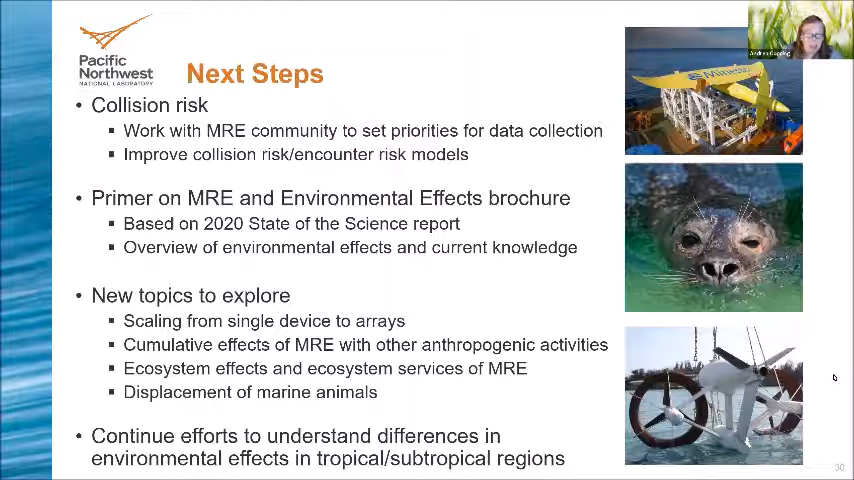 Pacific
Northwest
NATIONAL LABORATORY
Next Steps
• Collision risk
▪ Work with MRE community to set priorities for data collection
▪ Improve collision risk/encounter risk models
• Primer on MRE and Environmental Effects brochure
▪ Based on 2020 State of the Science report
▪ Overview of environmental effects and current knowledge
• New topics to explore
▪ Scaling from single device to arrays
▪ Cumulative effects of MRE with other anthropogenic activities
▪ Ecosystem effects and ecosystem services of MRE
▪ Displacement of marine animals
• Continue efforts to understand differences in
environmental effects in tropical/subtropical regions
Minesto
Andrea Copping
30